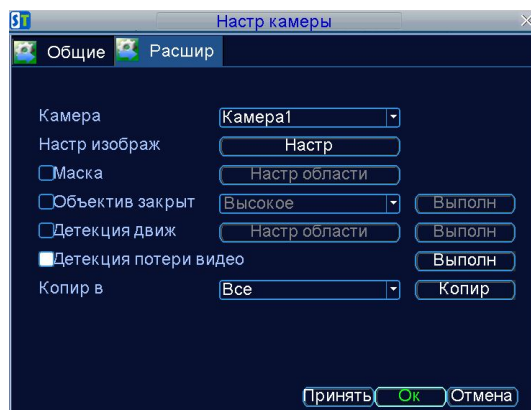 ST Настр камеры
Общие Расшир
Камера Камера1
Настр изображ Настр
Маска Настр области
Объектив закрыт Высокое Выполн
Детекция движ Настр области Выполн
Детекция потери видео Выполн
Копир в Все Копир
Принять Ок Отмена